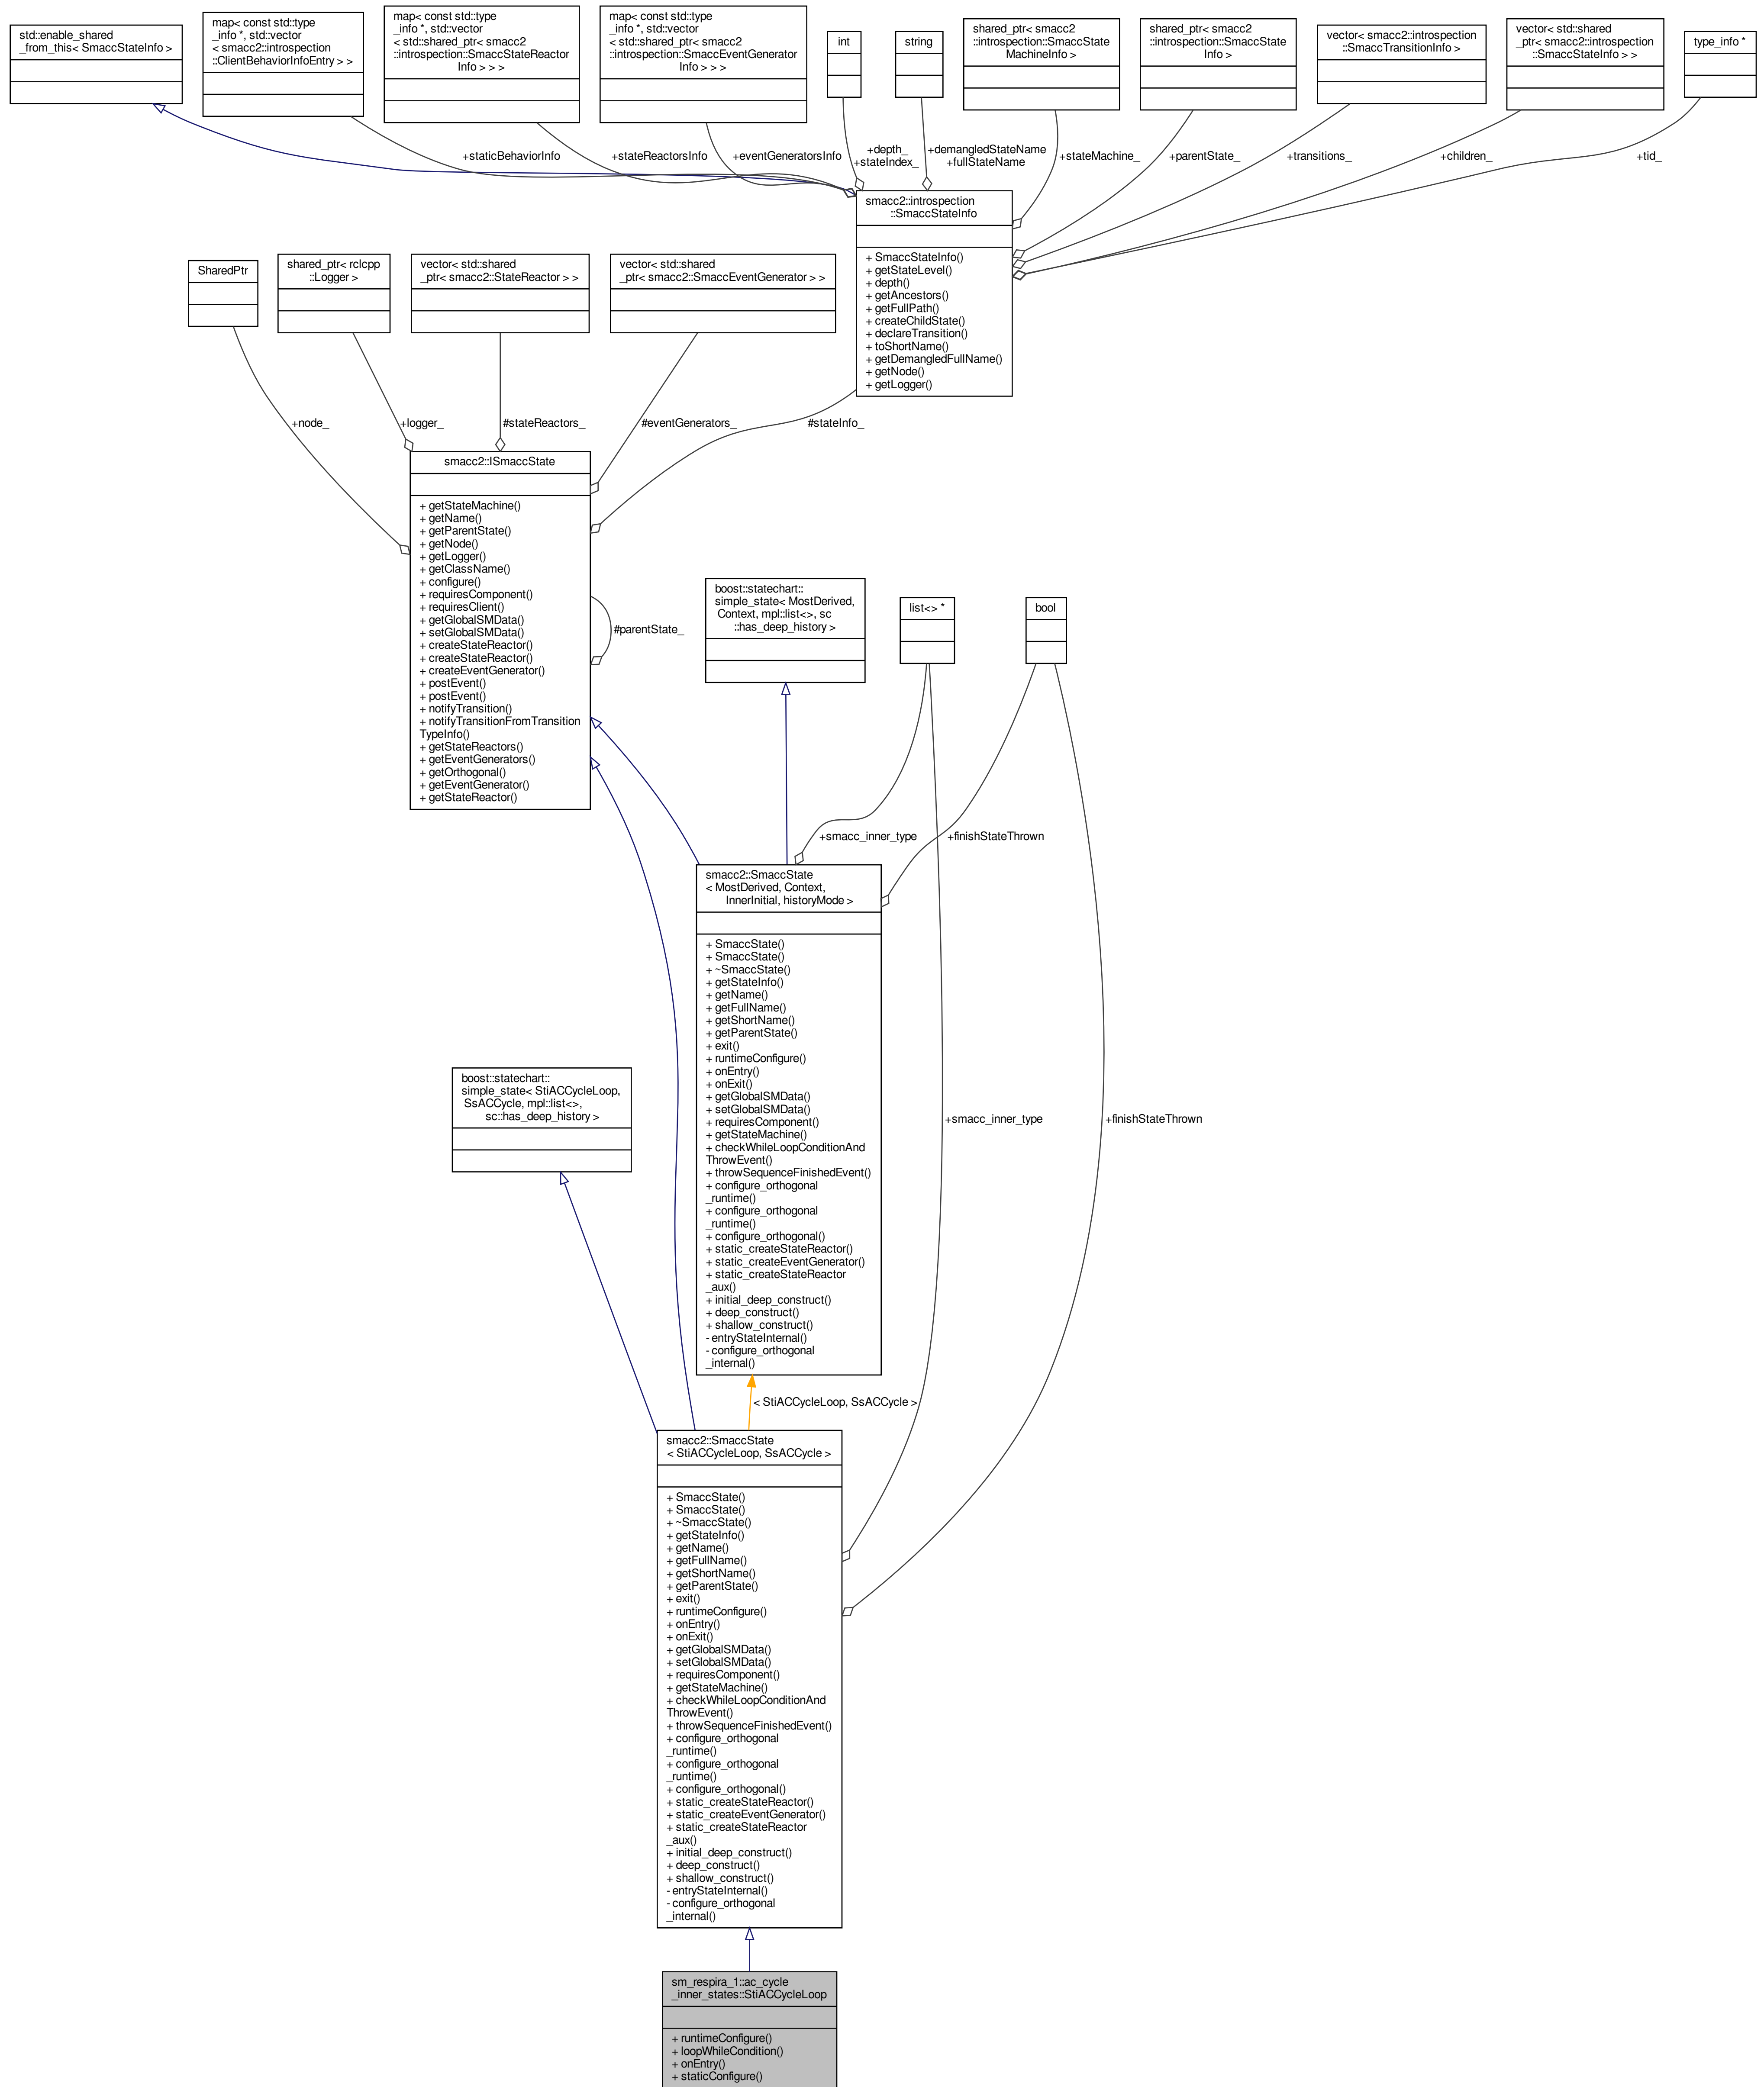 std::enable_shared
_from_this< SmaccStateInfo >
map< const std::type
_info *, std::vector
< smacc2::introspection
::ClientBehaviorInfoEntry > >
map< const std::type
_info *, std::vector
< std::shared_ptr< smacc2
::introspection::SmaccStateReactor
Info > > >
map< const std::type
_info *, std::vector
< std::shared_ptr< smacc2
::introspection::SmaccEventGenerator
Info > > >
int
string
shared_ptr< smacc2
::introspection::SmaccState
MachineInfo >
shared_ptr< smacc2
::introspection::SmaccState
Info >
vector< smacc2::introspection
::SmaccTransitionInfo >
vector< std::shared
_ptr< smacc2::introspection
::SmaccStateInfo > >
type_info *
+staticBehaviorInfo
+stateReactorsInfo
+eventGeneratorsInfo
+depth_
+stateIndex_
+demangledStateName
+fullStateName
+stateMachine_
+parentState_
+transitions_
+children_
+tid_
smacc2::introspection
::SmaccStateInfo
+ SmaccStateInfo()
+ getStateLevel()
+ depth()
+ getAncestors()
+ getFullPath()
+ createChildState()
+ declareTransition()
+ toShortName()
+ getDemangledFullName()
+ getNode()
+ getLogger()
SharedPtr
shared_ptr< rclcpp
::Logger >
vector< std::shared
_ptr< smacc2::StateReactor > >
vector< std::shared
_ptr< smacc2::SmaccEventGenerator > >
+node_
+logger_
#stateReactors_
#eventGenerators_
#stateInfo_
smacc2::ISmaccState
+ getStateMachine()
+ getName()
+ getParentState()
+ getNode()
+ getLogger()
+ getClassName()
+ configure()
+ requiresComponent()
+ requiresClient()
+ getGlobalSMData()
+ setGlobalSMData()
+ createStateReactor()
+ createStateReactor()
+ createEventGenerator()
+ postEvent()
+ postEvent()
+ notifyTransition()
+ notifyTransitionFromTransition
TypeInfo()
+ getStateReactors()
+ getEventGenerators()
+ getOrthogonal()
+ getEventGenerator()
+ getStateReactor()
#parentState_
boost::statechart::
simple_state< MostDerived,
Context, mpl::list<>, sc
::has_deep_history >
list<> *
bool
+smacc_inner_type
+finishStateThrown
smacc2::SmaccState
< MostDerived, Context,
InnerInitial, historyMode >
+ SmaccState()
+ SmaccState()
+ ~SmaccState()
+ getStateInfo()
+ getName()
+ getFullName()
+ getShortName()
+ getParentState()
+ exit()
+ runtimeConfigure()
+ onEntry()
+ onExit()
+ getGlobalSMData()
+ setGlobalSMData()
+ requiresComponent()
+ getStateMachine()
+ checkWhileLoopConditionAnd
ThrowEvent()
+ throwSequenceFinishedEvent()
+ configure_orthogonal
_runtime()
+ configure_orthogonal
_runtime()
+ configure_orthogonal()
+ static_createStateReactor()
+ static_createEventGenerator()
+ static_createStateReactor
_aux()
+ initial_deep_construct()
+ deep_construct()
+ shallow_construct()
- entryStateInternal()
- configure_orthogonal
_internal()
boost::statechart::
simple_state< StiACCycleLoop,
SsACCycle, mpl::list<>,
sc::has_deep_history >
+smacc_inner_type
+finishStateThrown
< StiACCycleLoop, SsACCycle >
smacc2::SmaccState
< StiACCycleLoop, SsACCycle >
+ SmaccState()
+ SmaccState()
+ ~SmaccState()
+ getStateInfo()
+ getName()
+ getFullName()
+ getShortName()
+ getParentState()
+ exit()
+ runtimeConfigure()
+ onEntry()
+ onExit()
+ getGlobalSMData()
+ setGlobalSMData()
+ requiresComponent()
+ getStateMachine()
+ checkWhileLoopConditionAnd
ThrowEvent()
+ throwSequenceFinishedEvent()
+ configure_orthogonal
_runtime()
+ configure_orthogonal
_runtime()
+ configure_orthogonal()
+ static_createStateReactor()
+ static_createEventGenerator()
+ static_createStateReactor
_aux()
+ initial_deep_construct()
+ deep_construct()
+ shallow_construct()
- entryStateInternal()
- configure_orthogonal
_internal()
sm_respira_1::ac_cycle
_inner_states::StiACCycleLoop
+ runtimeConfigure()
+ loopWhileCondition()
+ onEntry()
+ staticConfigure()